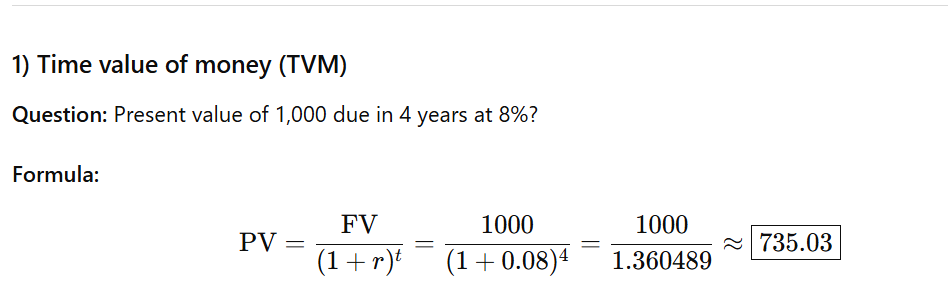 1) Time value of money (TVM)
Question: Present value of 1,000 due in 4 years at 8%?
Formula:
PV = FV / (1 + r)^t = 1000 / (1 + 0.08)^4 = 1000 / 1.360489 ≈ 735.03